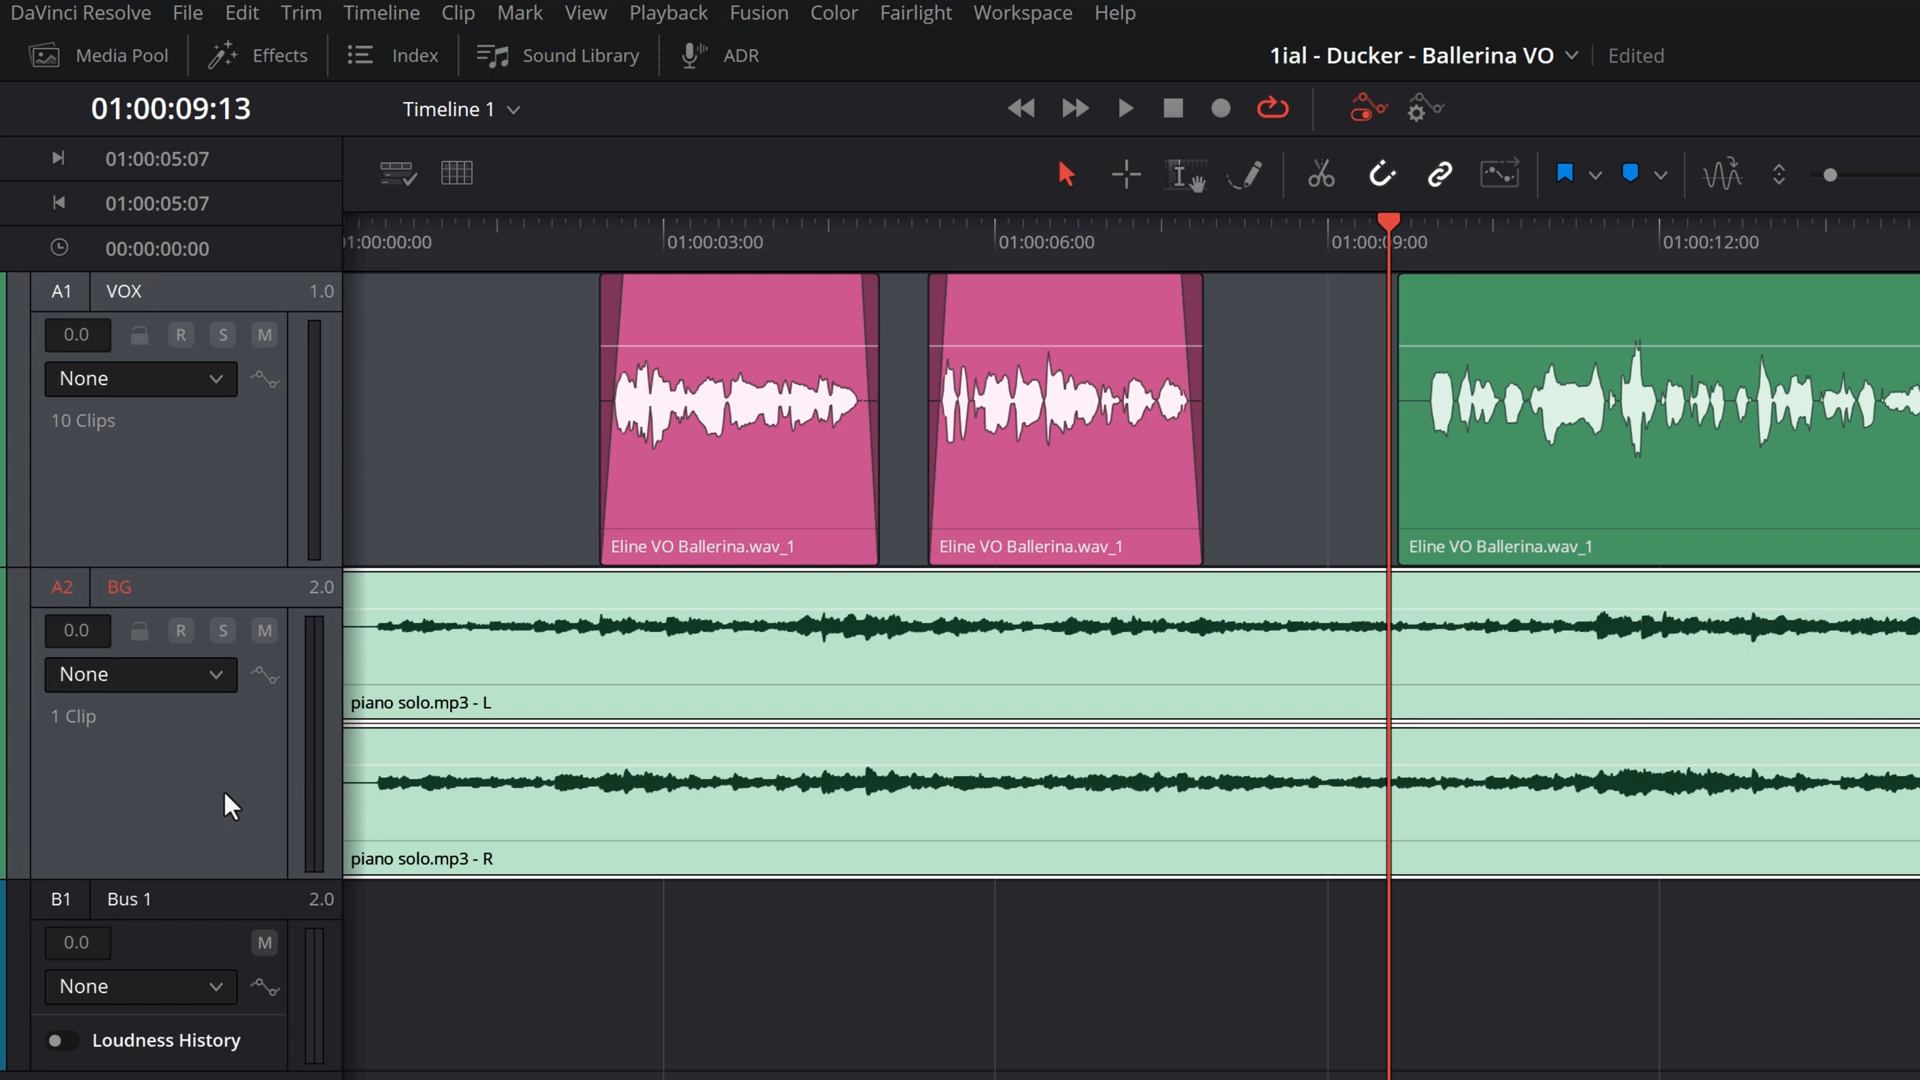 DaVinci Resolve File Edit Trim Timeline Clip Mark View Playback Fusion Color Fairlight Workspace Help
Media Pool Effects Index Sound Library ADR 1ial - Ducker - Ballerina VO Edited
01:00:09:13 Timeline 1
01:00:05:07
01:00:05:07
00:00:00:00
01:00:00:00 01:00:03:00 01:00:06:00 01:00:09:00 01:00:12:00
A1 VOX 1.0
0.0 R S M
None
10 Clips
Eline VO Ballerina.wav_1 Eline VO Ballerina.wav_1 Eline VO Ballerina.wav_1
A2 BG 2.0
0.0 R S M
None
piano solo.mp3 - L
1 Clip
piano solo.mp3 - R
B1 Bus 1 2.0
0.0 M
None
Loudness History